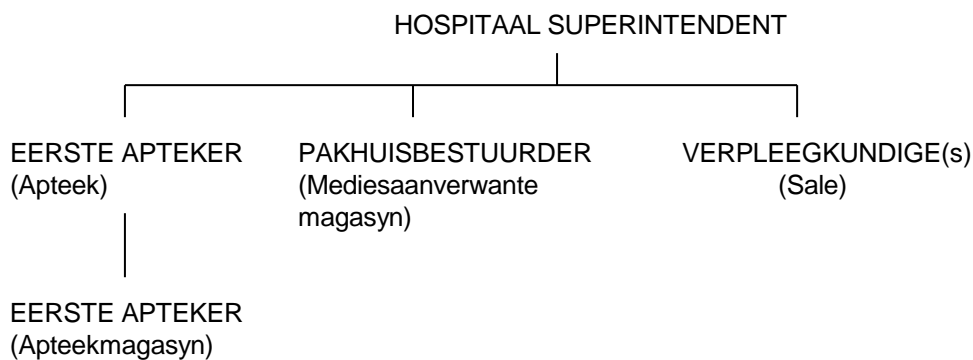 HOSPITAAL SUPERINTENDENT
EERSTE APTEKER
(Apteek)
PAKHUISBESTUURDER
(Mediesaanverwante
magasyn)
VERPLEEGKUNDIGE(s)
(Sale)
EERSTE APTEKER
(Apteekmagasyn)